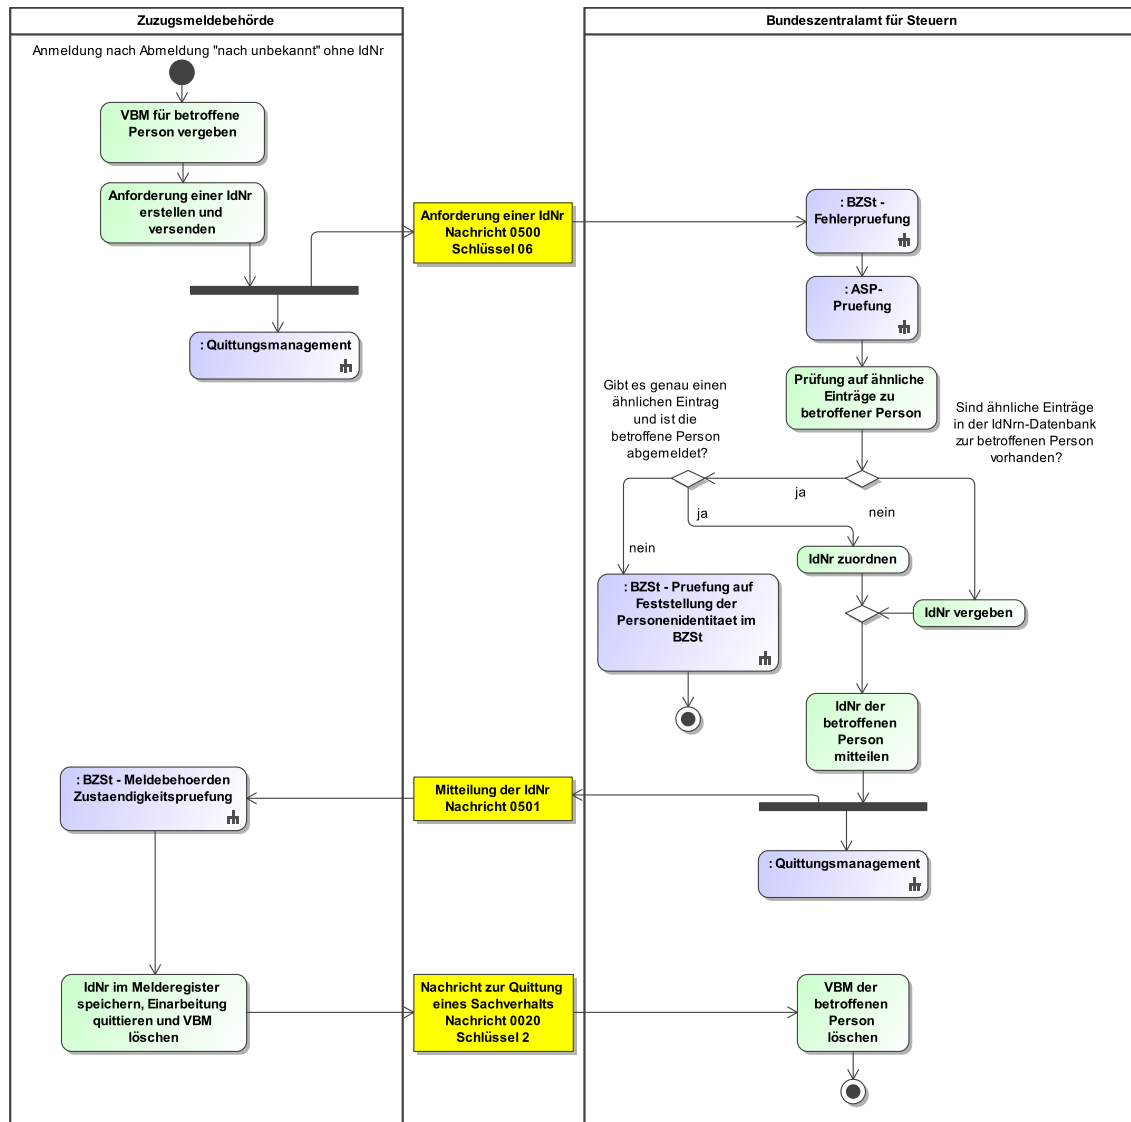 Zuzugsmeldebehörde
Bundeszentralamt für Steuern
Anmeldung nach Abmeldung "nach unbekannt" ohne IdNr
VBM für betroffene
Person vergeben
Anforderung einer IdNr
erstellen und
versenden
: Quittungsmanagement
Anforderung einer IdNr
Nachricht 0500
Schlüssel 06
: BZSt -
Fehlerpruefung
: ASP-
Pruefung
Prüfung auf ähnliche
Einträge zu
betroffener Person
Gibt es genau einen
ähnlichen Eintrag
und ist die
betroffene Person
abgemeldet?
Sind ähnliche Einträge
in der IdNrn-Datenbank
zur betroffenen Person
vorhanden?
ja
nein
ja
nein
IdNr zuordnen
IdNr vergeben
: BZSt - Pruefung auf
Feststellung der
Personenidentitaet im
BZSt
IdNr der
betroffenen
Person
mitteilen
: BZSt - Meldebehoerden
Zustaendigkeitspruefung
Mitteilung der IdNr
Nachricht 0501
: Quittungsmanagement
IdNr im Melderegister
speichern, Einarbeitung
quittieren und VBM
löschen
Nachricht zur Quittung
eines Sachverhalts
Nachricht 0020
Schlüssel 2
VBM der
betroffenen
Person
löschen